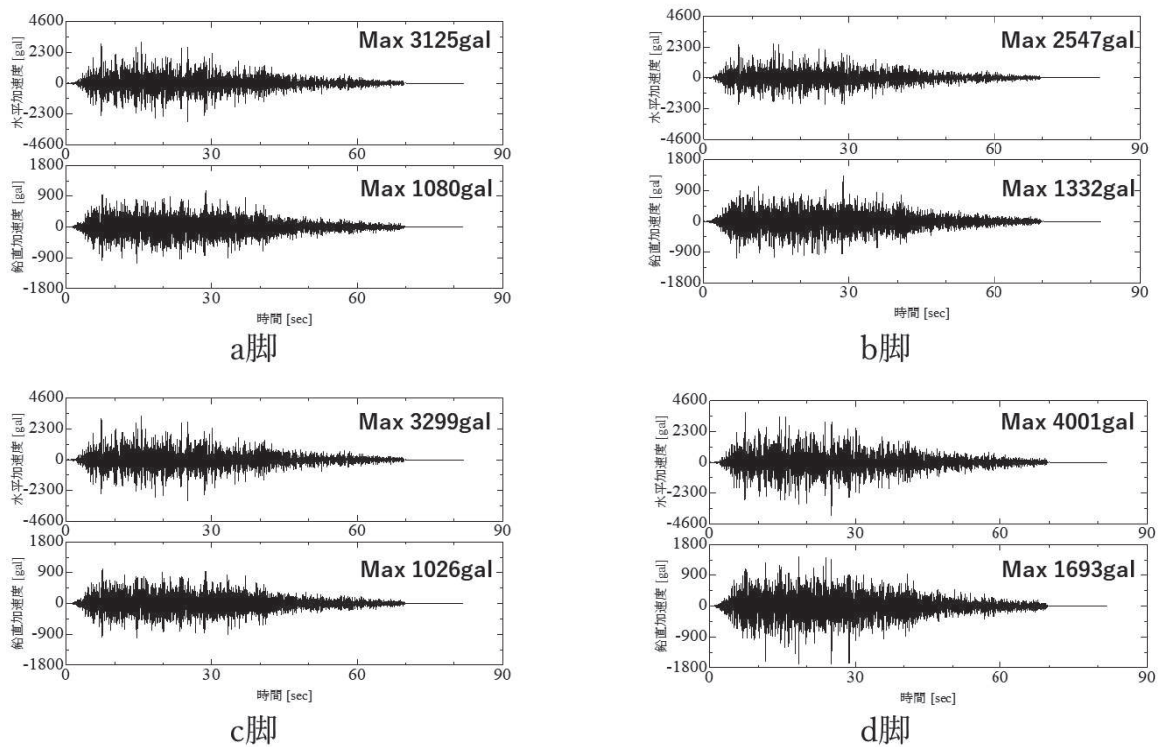 4600
2300
0
-2300
-4600
水平加速度 [gal]
Max 3125gal
0 30 60 90
1800
900
0
-900
-1800
鉛直加速度 [gal]
Max 1080gal
0 30 60 90
時間 [sec]
a脚
4600
2300
0
-2300
-4600
水平加速度 [gal]
Max 2547gal
0 30 60 90
1800
900
0
-900
-1800
鉛直加速度 [gal]
Max 1332gal
0 30 60 90
時間 [sec]
b脚
4600
2300
0
-2300
-4600
水平加速度 [gal]
Max 3299gal
0 30 60 90
1800
900
0
-900
-1800
鉛直加速度 [gal]
Max 1026gal
0 30 60 90
時間 [sec]
c脚
4600
2300
0
-2300
-4600
水平加速度 [gal]
Max 4001gal
0 30 60 90
1800
900
0
-900
-1800
鉛直加速度 [gal]
Max 1693gal
0 30 60 90
時間 [sec]
d脚